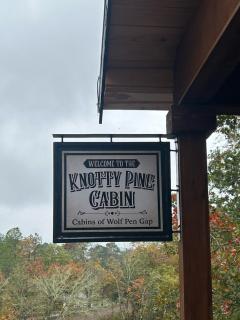 WELCOME TO THE
KNOTTY PINE
CABIN
Cabins of Wolf Pen Gap